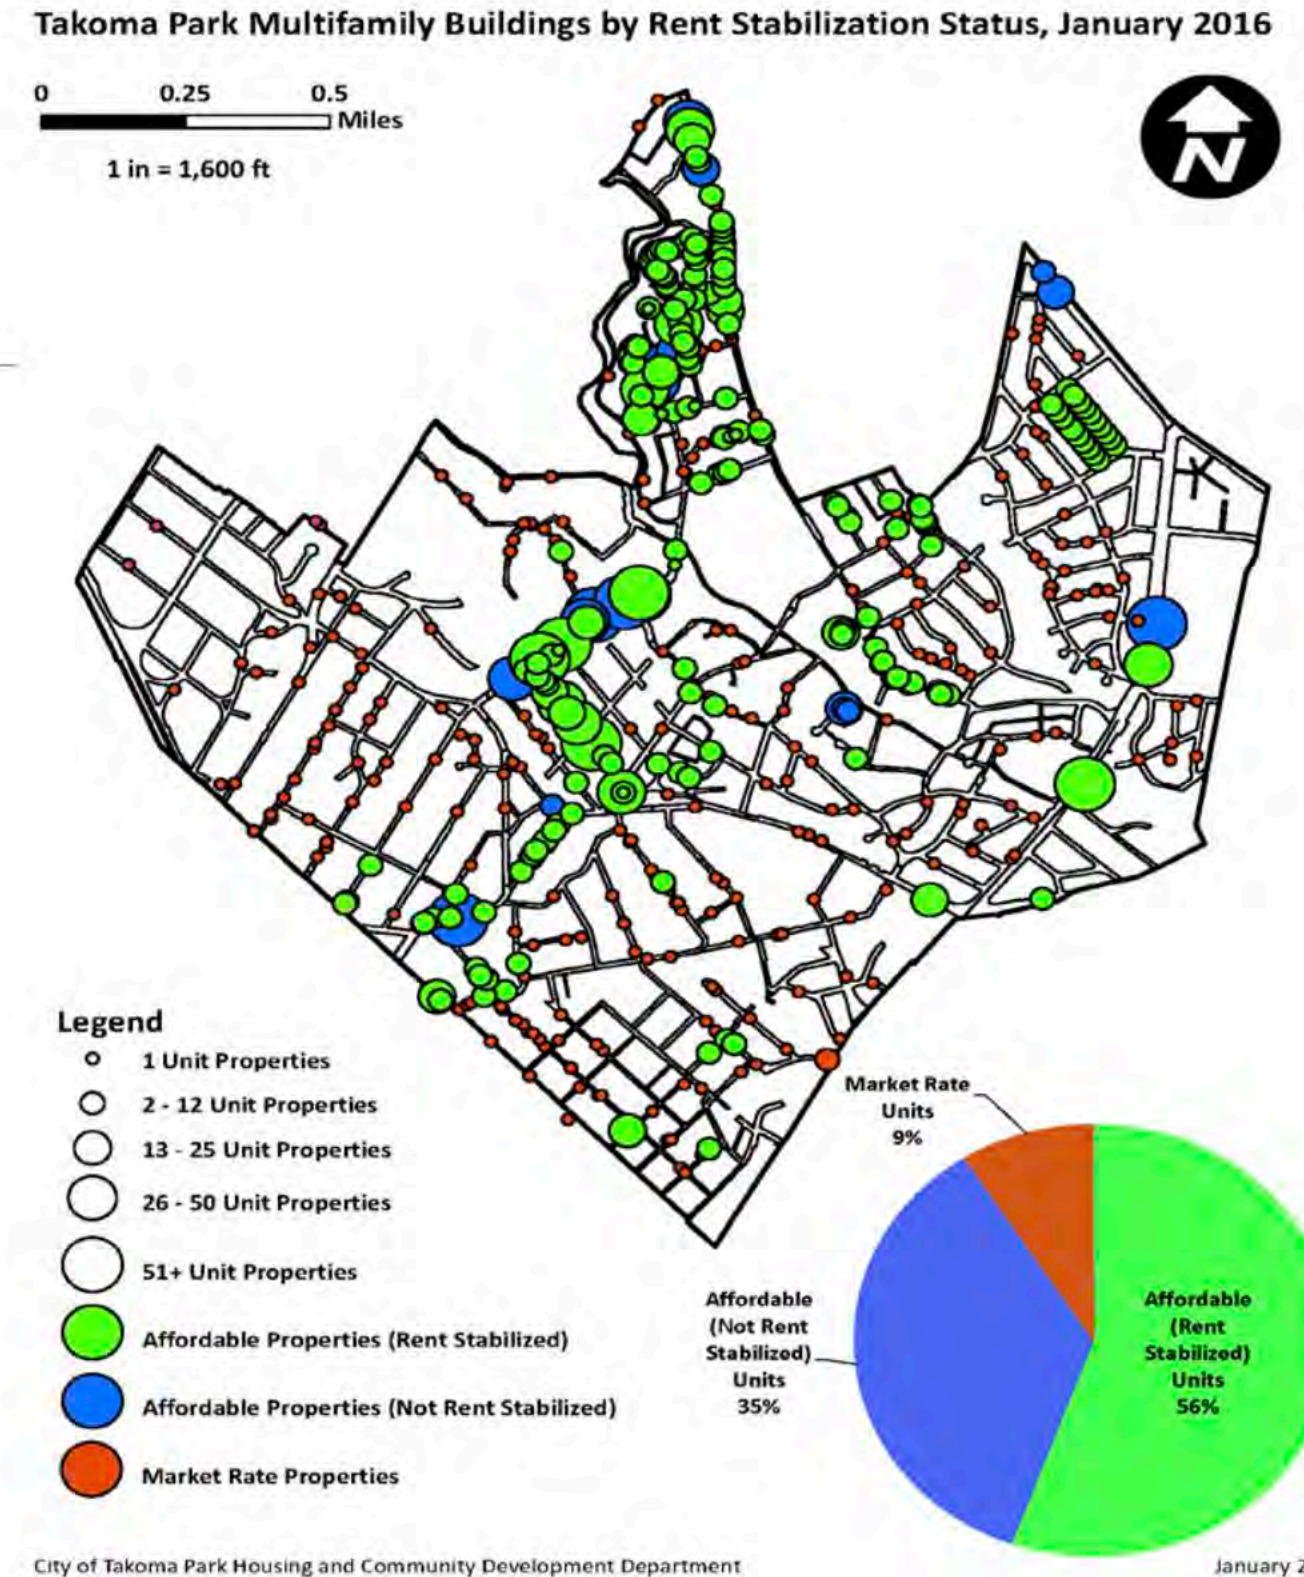 Takoma Park Multifamily Buildings by Rent Stabilization Status, January 2016
0 0.25 0.5
Miles
1 in = 1,600 ft
N
Legend
1 Unit Properties
2 - 12 Unit Properties
13 - 25 Unit Properties
26 - 50 Unit Properties
51+ Unit Properties
Affordable Properties (Rent Stabilized)
Affordable Properties (Not Rent Stabilized)
Market Rate Properties
Market Rate
Units
9%
Affordable
(Not Rent
Stabilized)
Units
35%
Affordable
(Rent
Stabilized)
Units
56%
City of Takoma Park Housing and Community Development Department
January 2